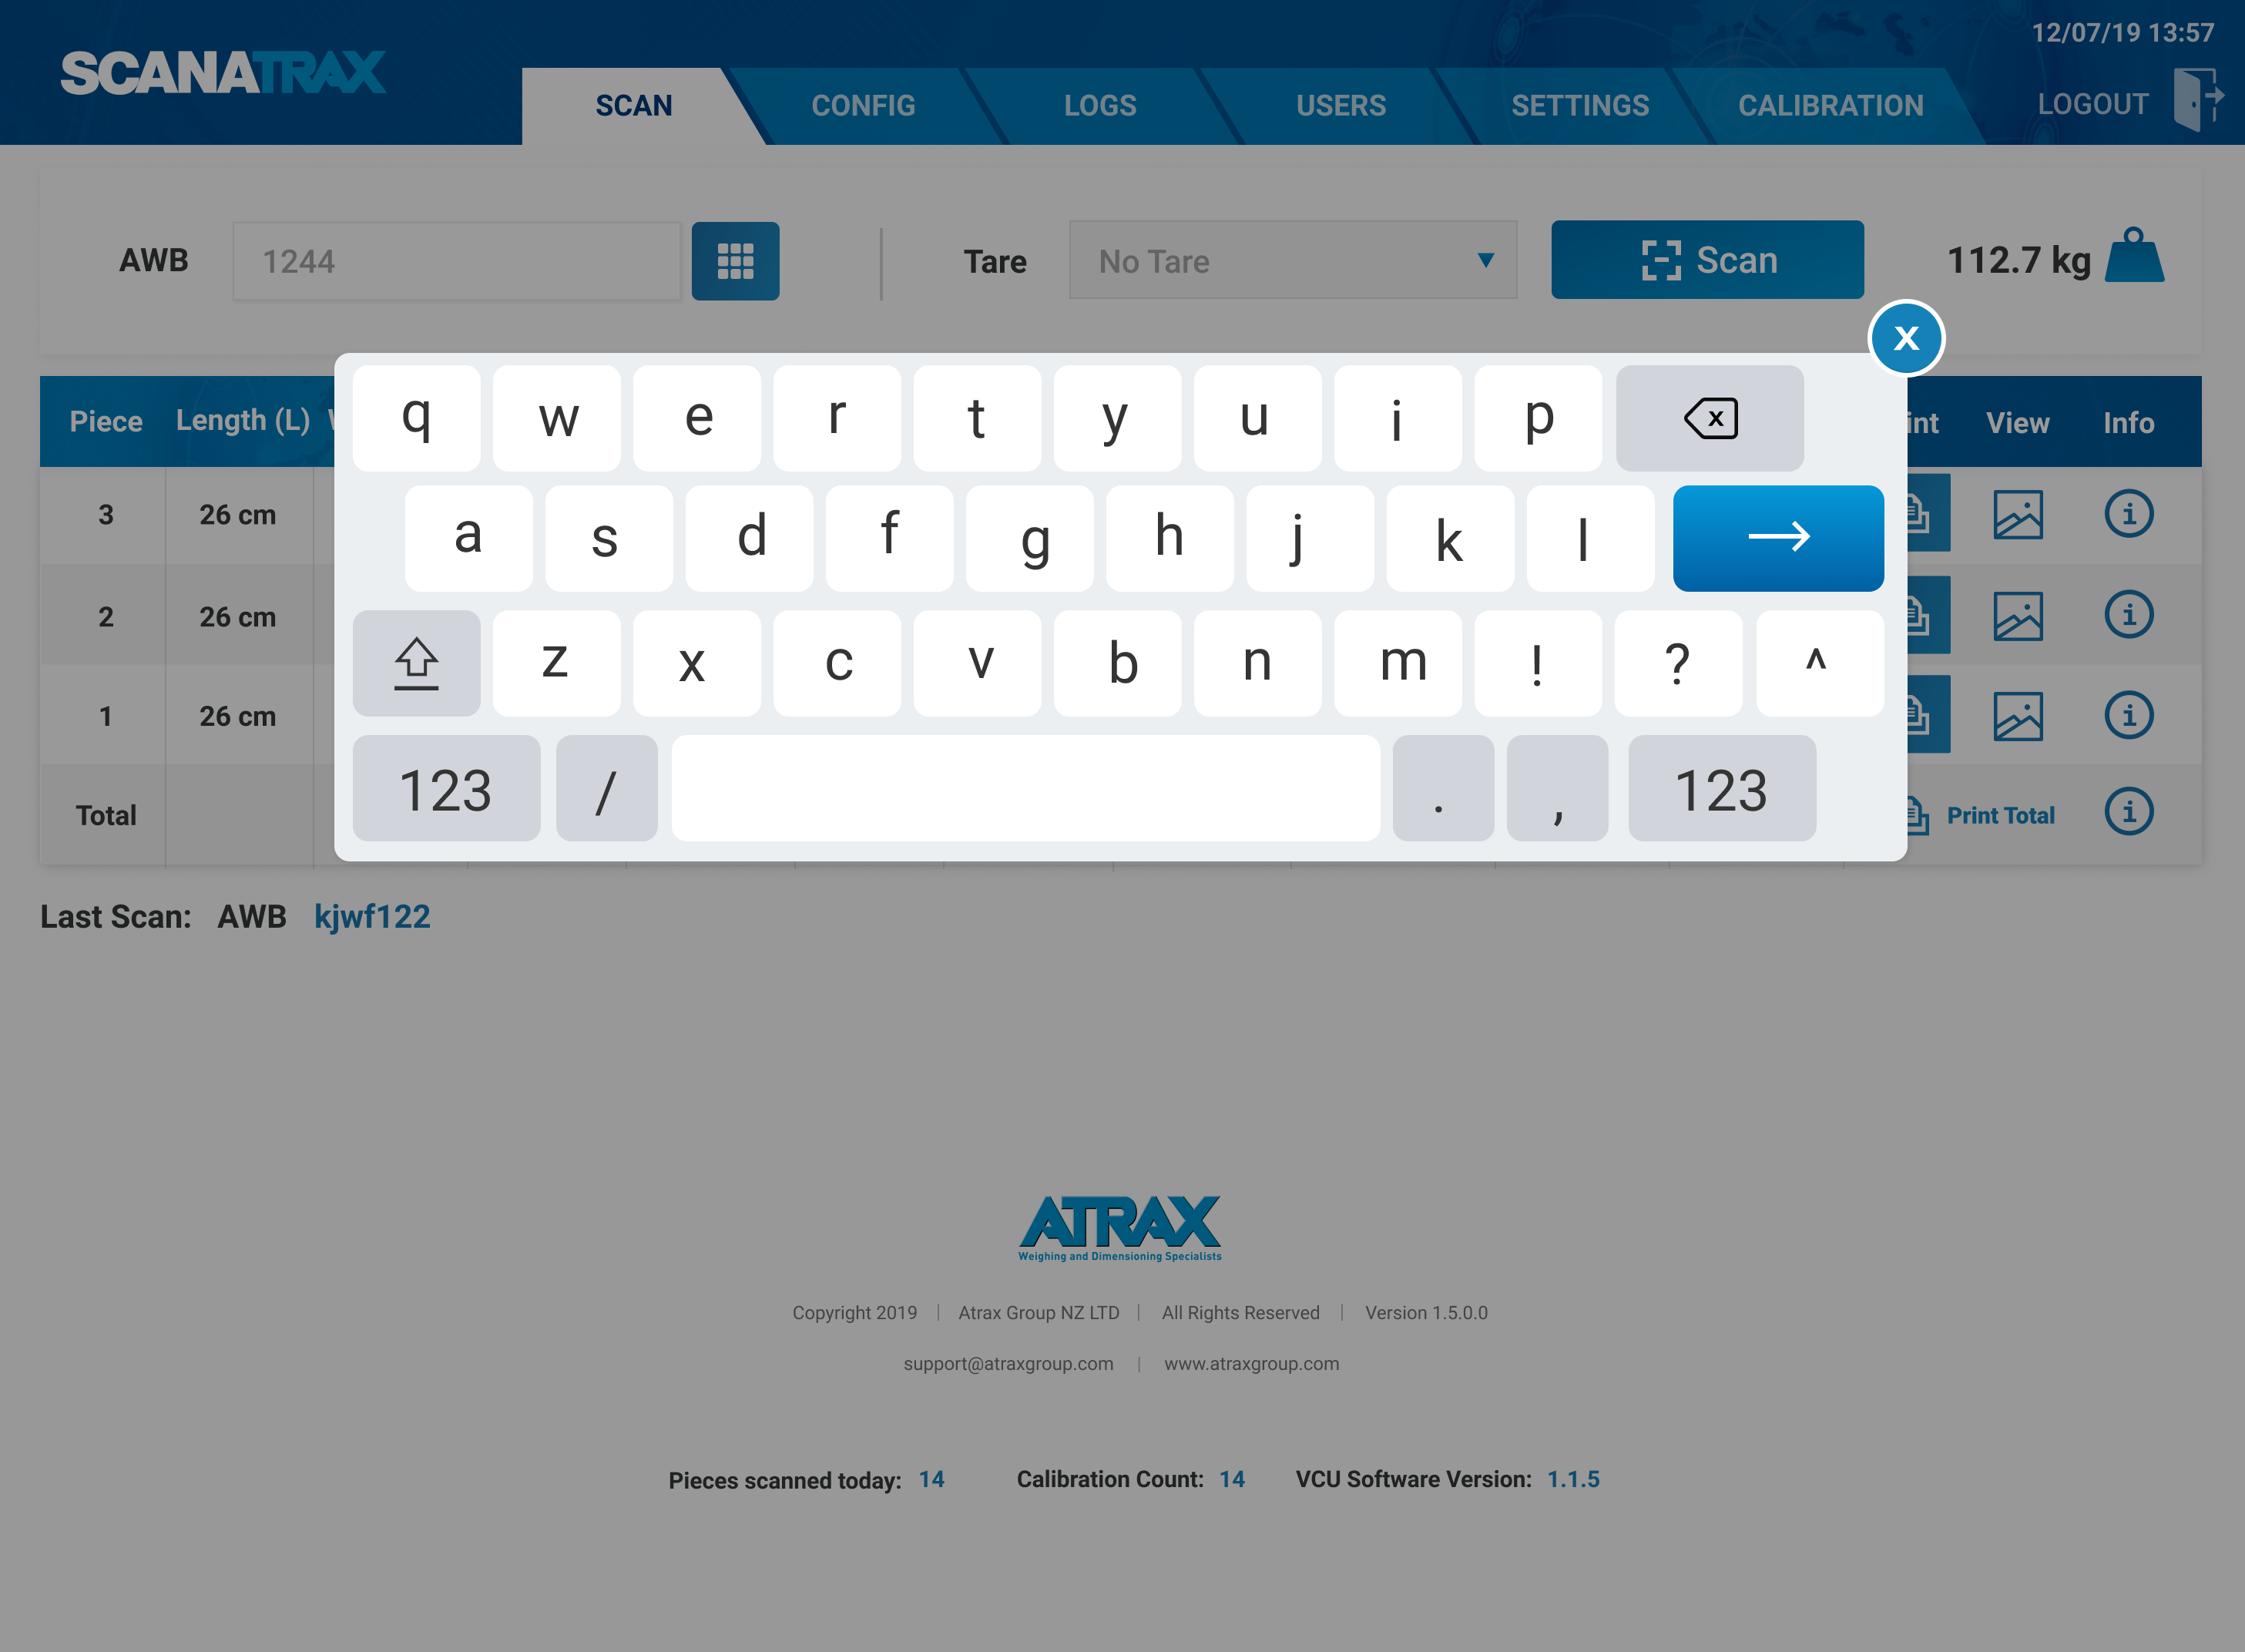 12/07/19 13:57
SCANATRAX
SCAN CONFIG LOGS USERS SETTINGS CALIBRATION LOGOUT
AWB 1244 Tare No Tare Scan 112.7 kg
x
Piece Length (L) View Info
q w e r t y u i p x
3 26 cm
a s d f g h j k l
2 26 cm
z x c v b n m ! ? ^
1 26 cm
123 / . , 123
Total Print Total
Last Scan: AWB kjwf122
ATRAX
Weighing and Dimensioning Specialists
Copyright 2019 | Atrax Group NZ LTD | All Rights Reserved | Version 1.5.0.0
support@atraxgroup.com | www.atraxgroup.com
Pieces scanned today: 14 Calibration Count: 14 VCU Software Version: 1.1.5